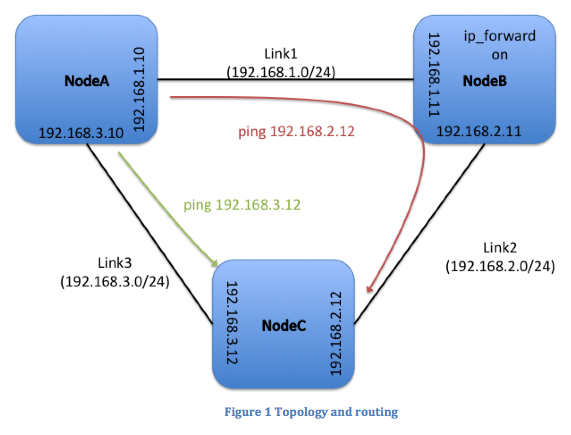 Link1
(192.168.1.0/24)
NodeA
192.168.1.10
192.168.3.10
ip_forward
on
NodeB
192.168.1.11
192.168.2.11
ping 192.168.2.12
ping 192.168.3.12
Link3
(192.168.3.0/24)
Link2
(192.168.2.0/24)
192.168.3.12
NodeC
192.168.2.12
Figure 1 Topology and routing